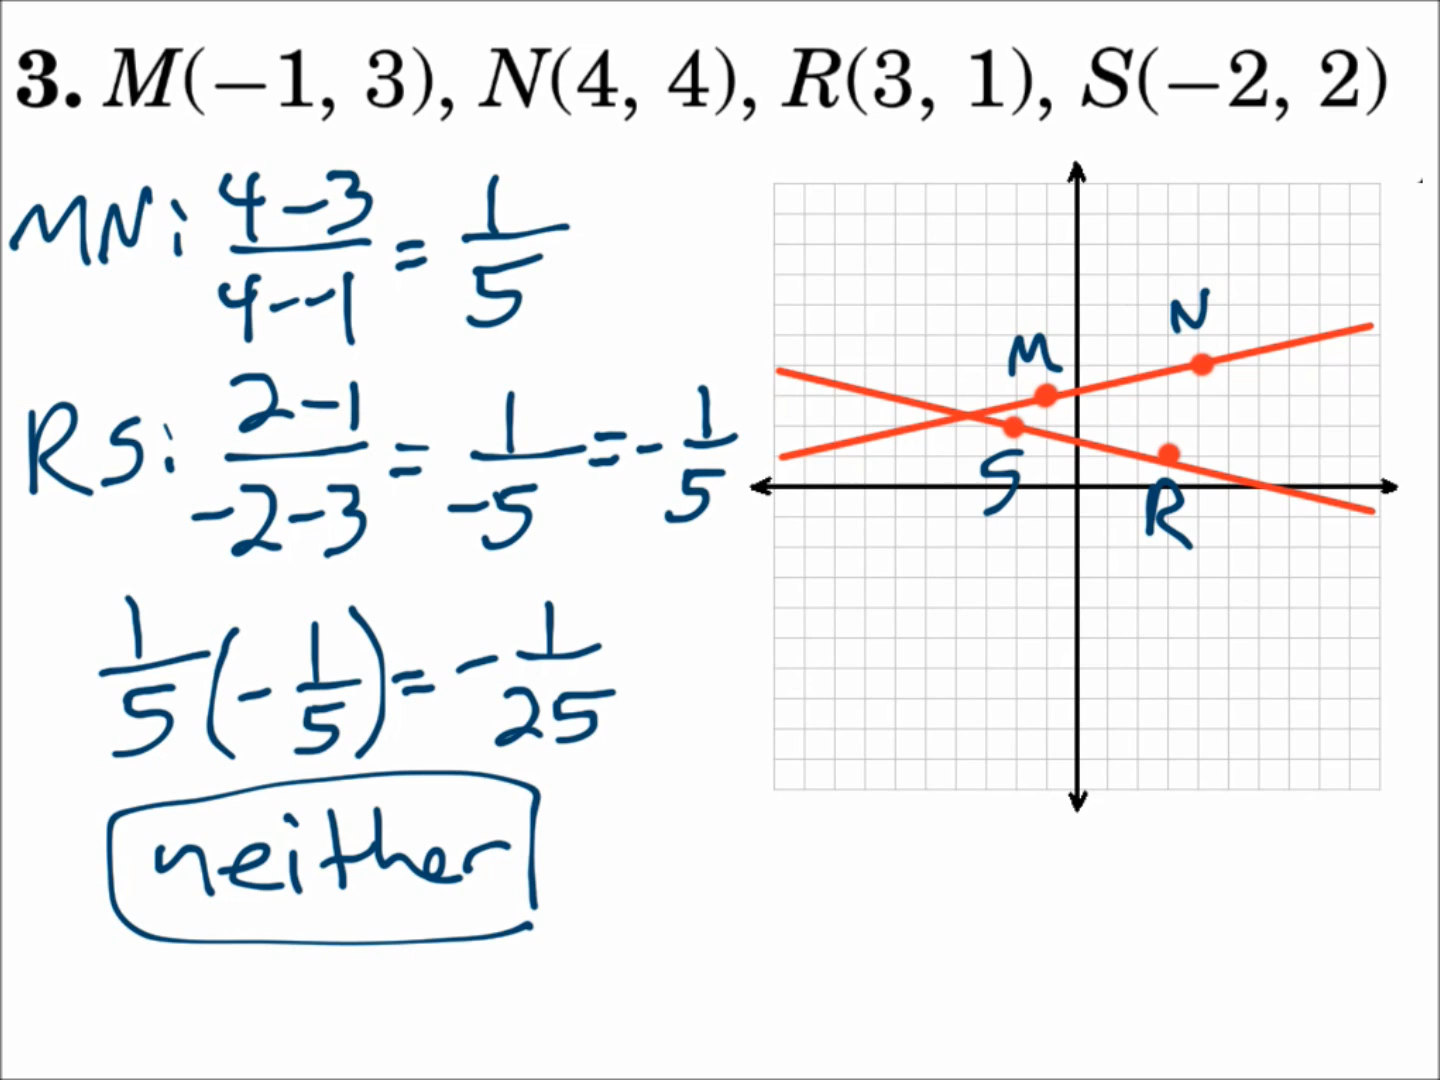 3. M(−1, 3), N(4, 4), R(3, 1), S(−2, 2)
MN: 4−3/4−−1 = 1/5
RS: 2−1/−2−3 = 1/−5 = −1/5
1/5(−1/5) = −1/25
neither
N
M
S
R